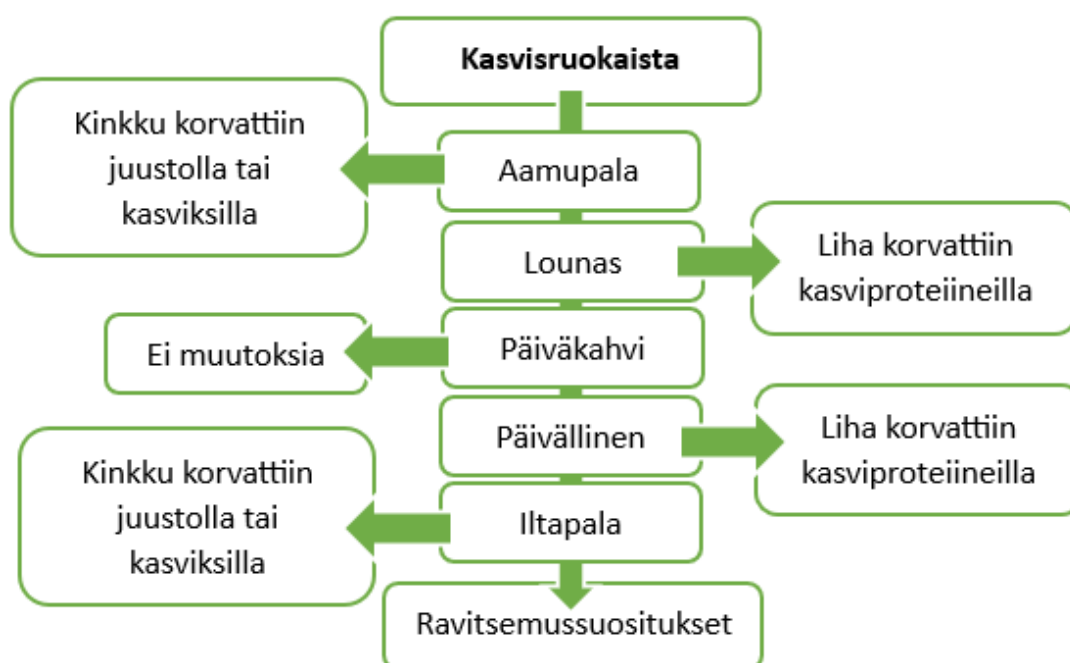 Kasvisruokaista
Kinkku korvattiin
juustolla tai
kasviksilla
Aamupala
Lounas
Liha korvattiin
kasviproteiineilla
Ei muutoksia
Päiväkahvi
Päivällinen
Liha korvattiin
kasviproteiineilla
Kinkku korvattiin
juustolla tai
kasviksilla
Iltapala
Ravitsemussuositukset